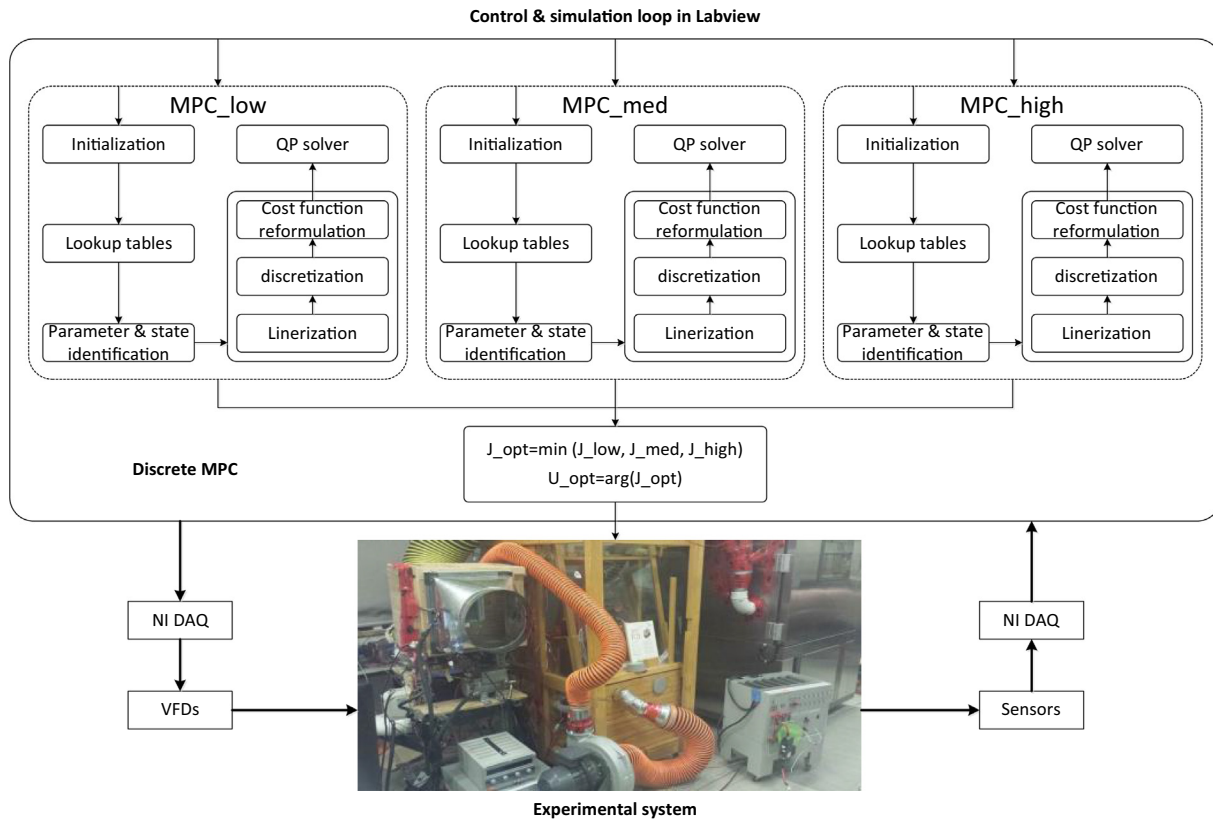 Control & simulation loop in Labview
MPC_low
Initialization
Lookup tables
Parameter & state
identification
QP solver
Cost function
reformulation
discretization
Linerization
MPC_med
Initialization
Lookup tables
Parameter & state
identification
QP solver
Cost function
reformulation
discretization
Linerization
MPC_high
Initialization
Lookup tables
Parameter & state
identification
QP solver
Cost function
reformulation
discretization
Linerization
J_opt=min (J_low, J_med, J_high)
U_opt=arg(J_opt)
Discrete MPC
NI DAQ
VFDs
NI DAQ
Sensors
Experimental system